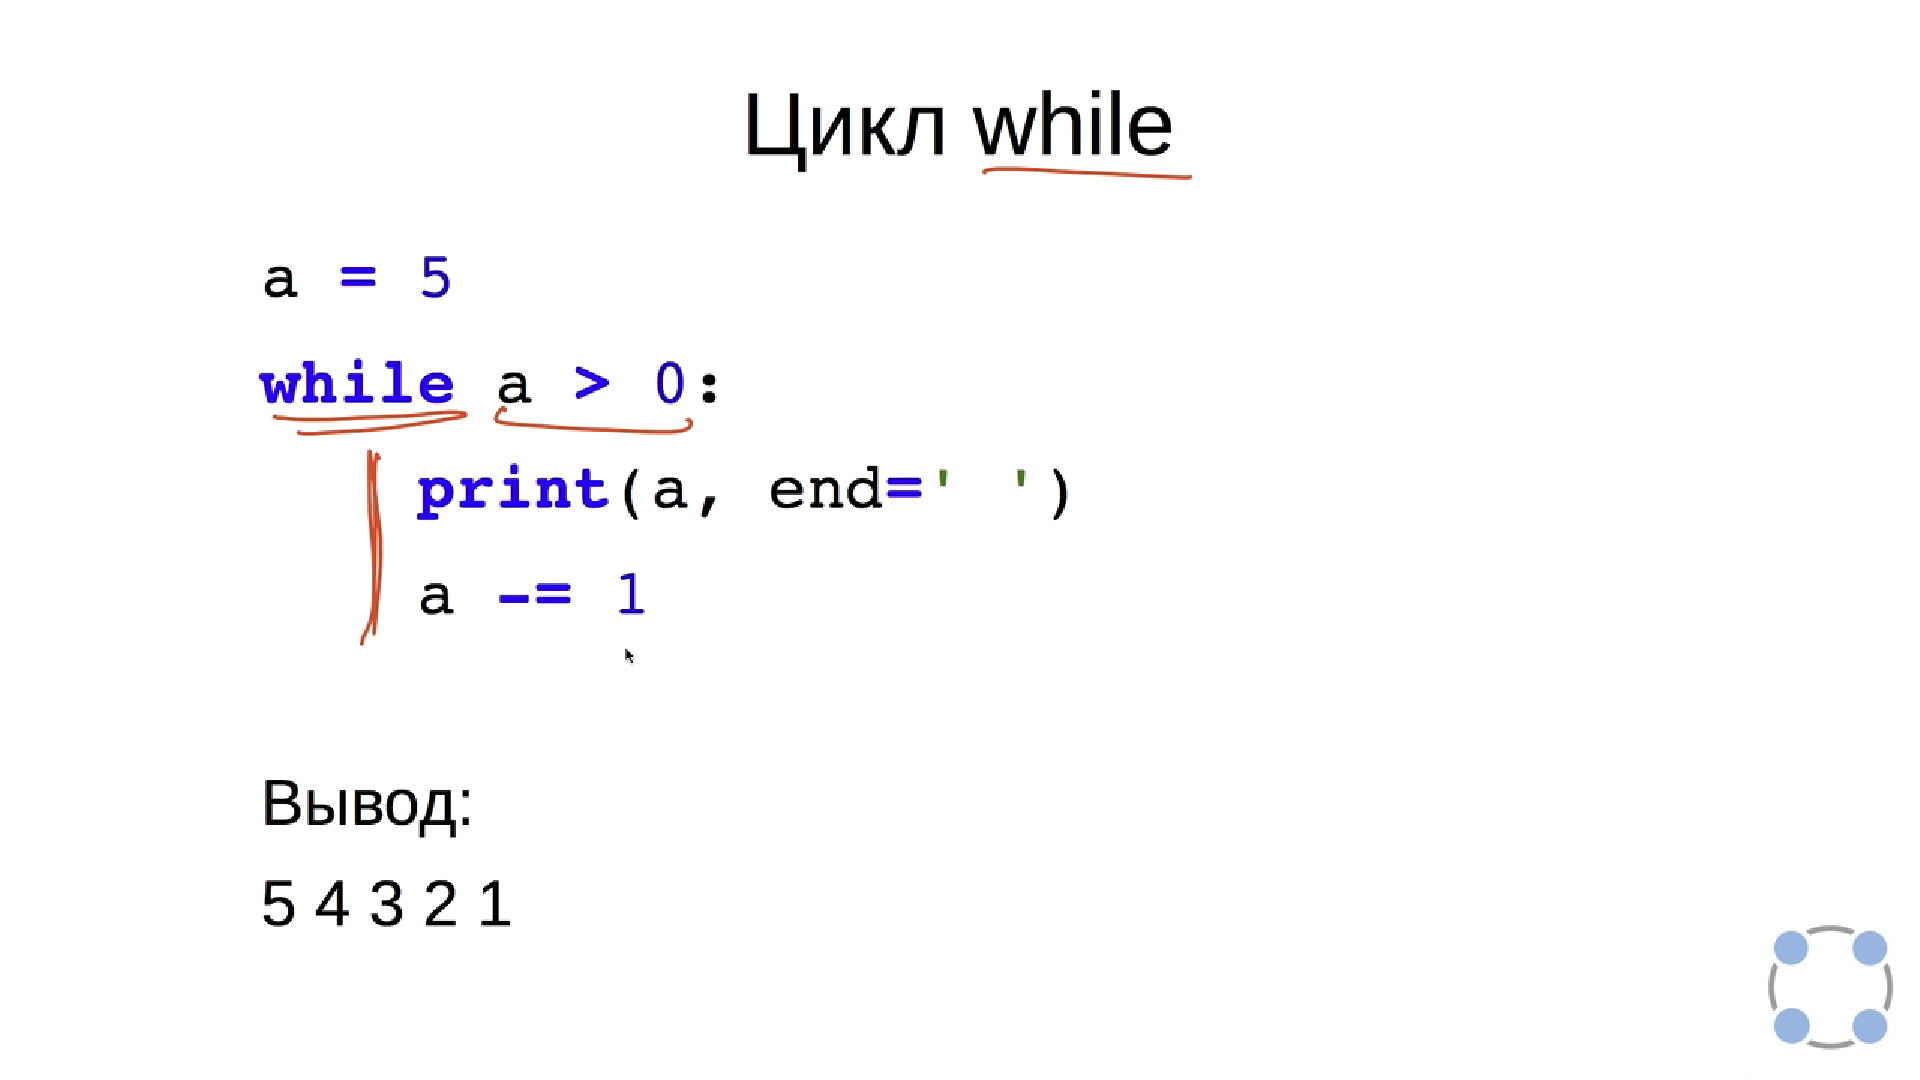 Цикл while
a = 5
while a > 0:
    print(a, end=' ')
    a -= 1
Вывод:
5 4 3 2 1